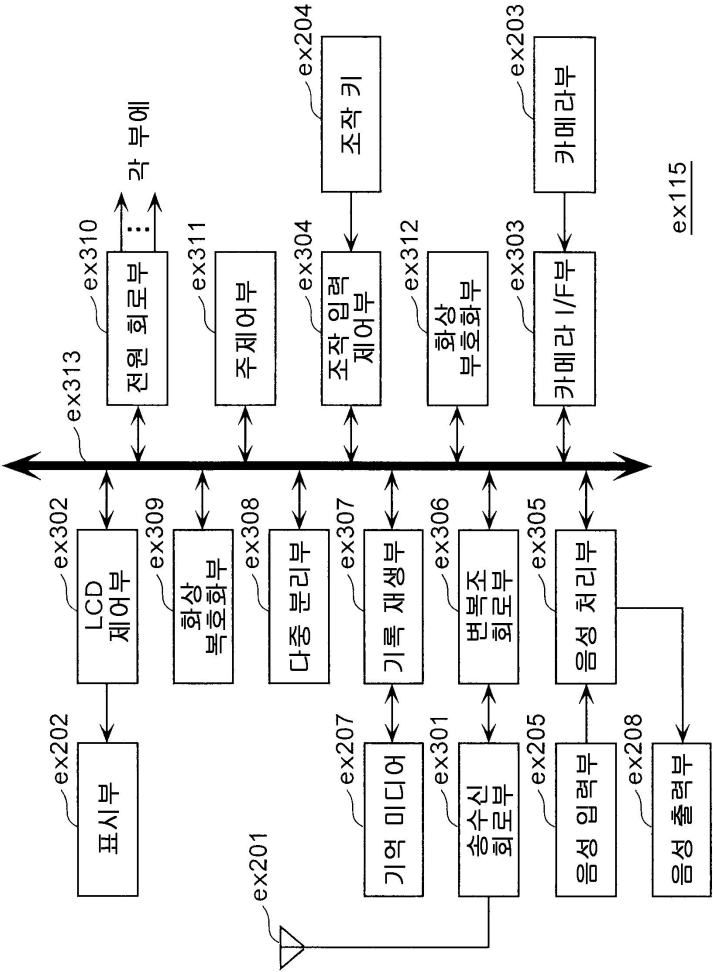 ex201
ex202
표시부
ex302
LCD
제어부
ex309
화상
복호화부
ex308
다중 분리부
ex207
기억 미디어
ex307
기록 재생부
ex301
송수신
회로부
ex306
변복조
회로부
ex205
음성 입력부
ex305
음성 처리부
ex208
음성 출력부
ex313
ex310
전원 회로부
각 부에
⋯
ex311
주제어부
ex304
조작 입력
제어부
ex204
조작 키
ex312
화상
부호화부
ex303
카메라 I/F부
ex203
카메라부
ex115